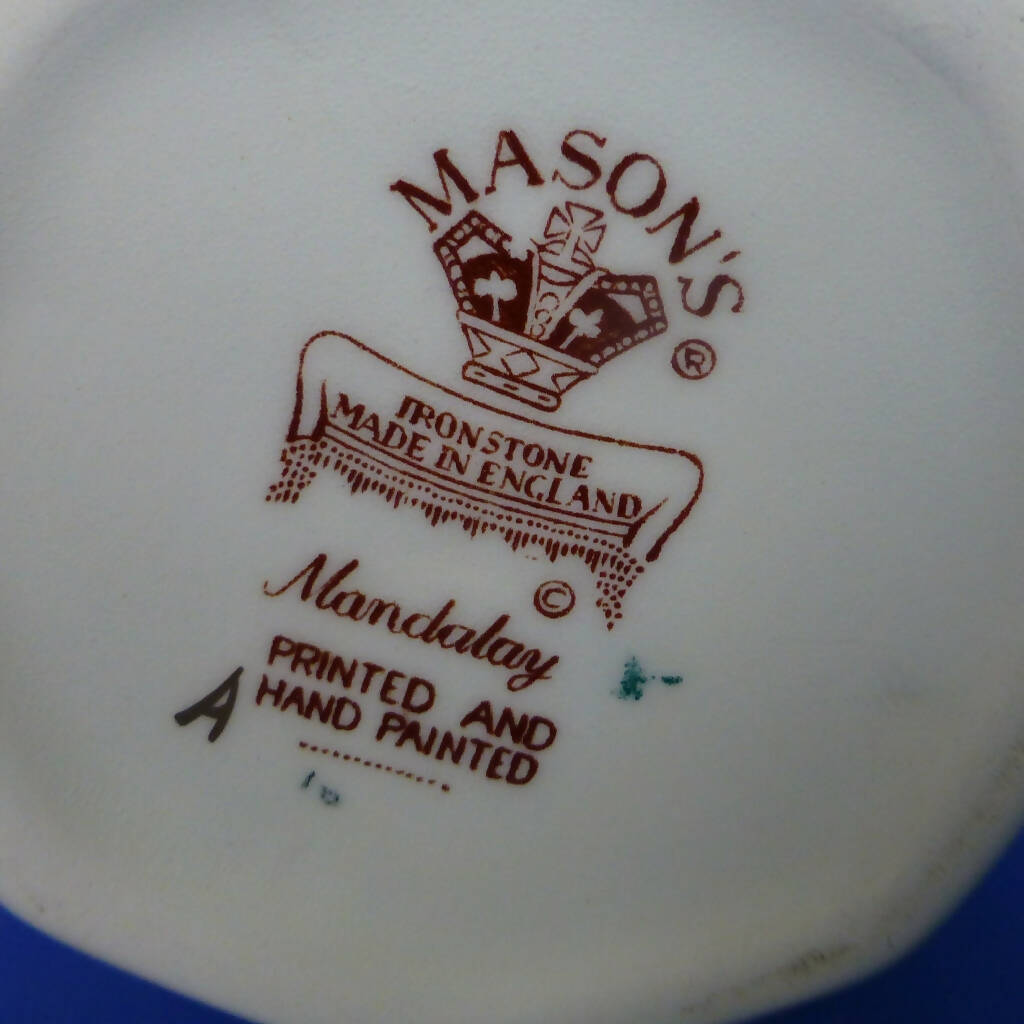 MASON'S
®
IRONSTONE
MADE IN ENGLAND
Mandalay ©
PRINTED AND
HAND PAINTED
A